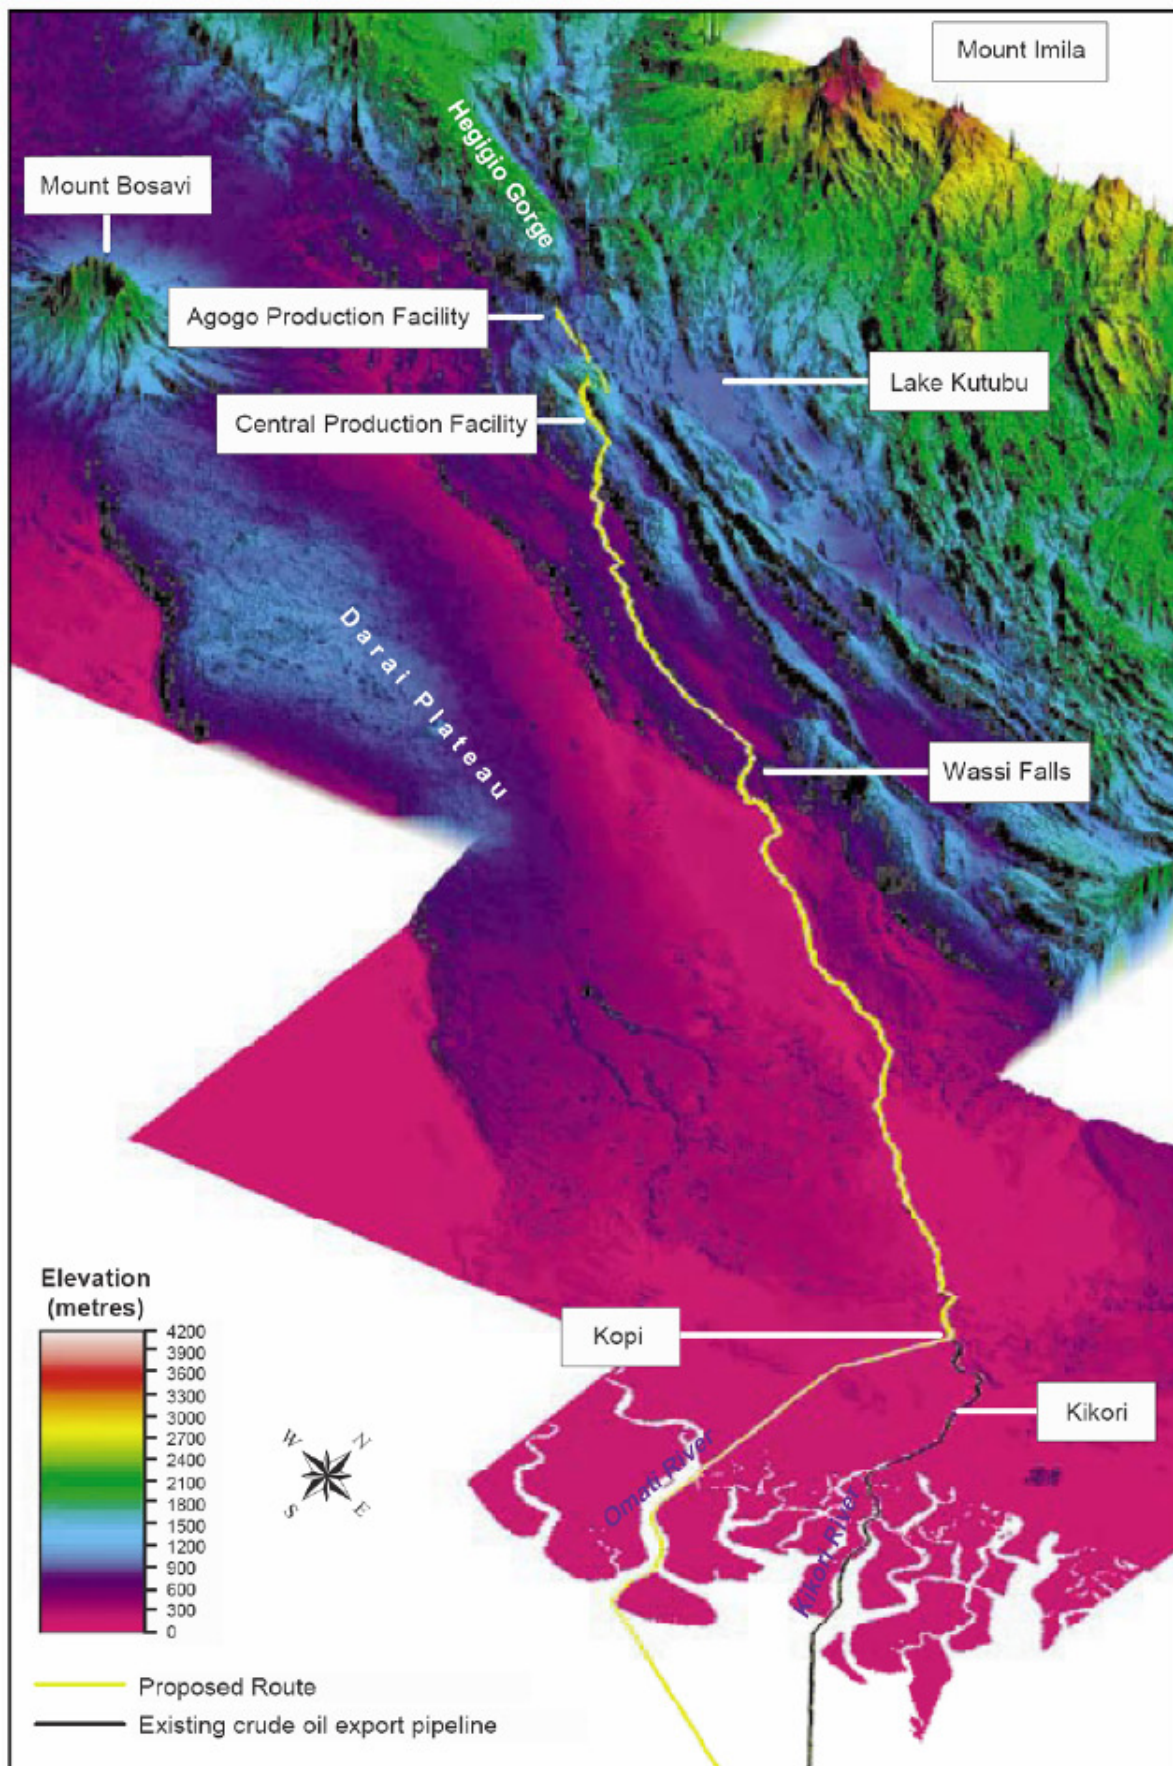 Mount Imila
Hegigio Gorge
Mount Bosavi
Agogo Production Facility
Lake Kutubu
Central Production Facility
Darai Plateau
Wassi Falls
Elevation
(metres)
Kopi
4200
3900
3600
3300
3000
2700
2400
2100
1800
1500
1200
900
600
300
0
Kikori
W
N
S
E
Omati River
Kikori River
Proposed Route
Existing crude oil export pipeline